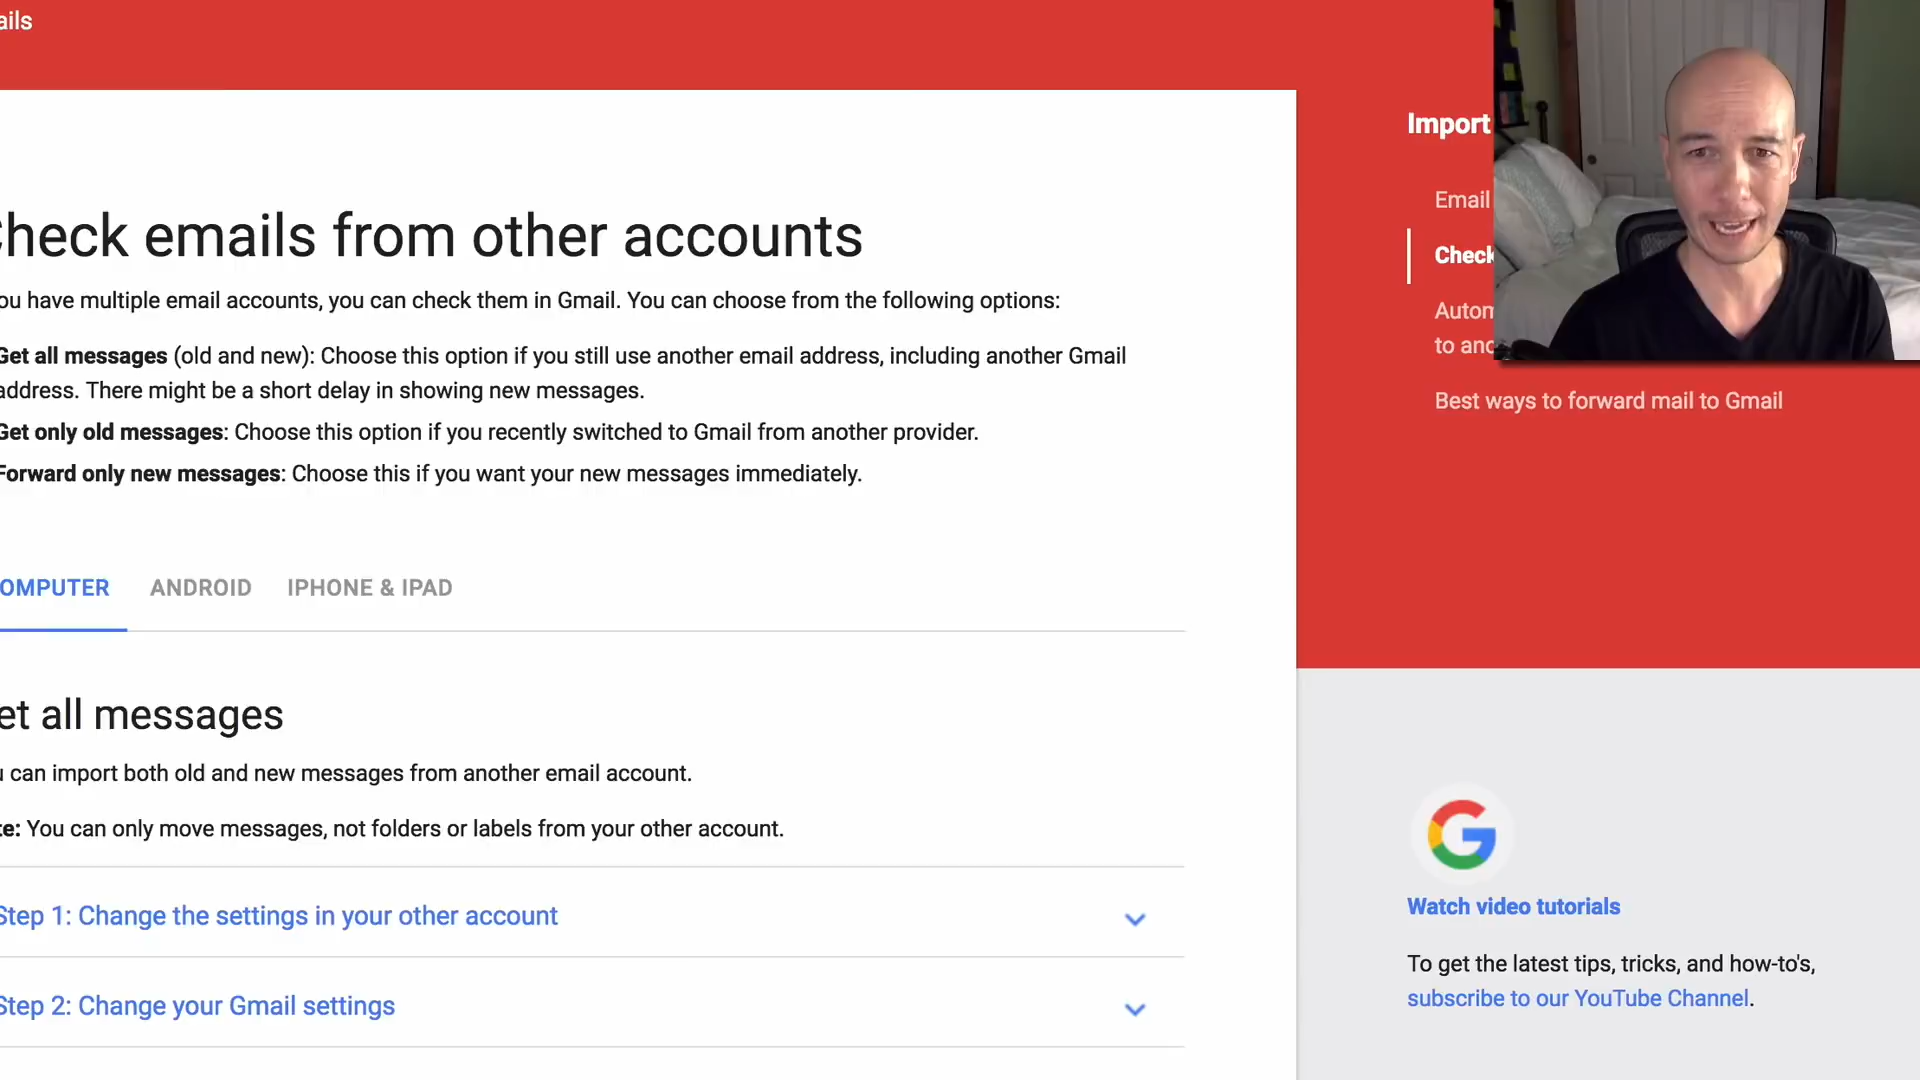 ails
heck emails from other accounts
ou have multiple email accounts, you can check them in Gmail. You can choose from the following options:
Get all messages (old and new): Choose this option if you still use another email address, including another Gmail
address. There might be a short delay in showing new messages.
Get only old messages: Choose this option if you recently switched to Gmail from another provider.
Forward only new messages: Choose this if you want your new messages immediately.
OMPUTER ANDROID IPHONE & IPAD
et all messages
u can import both old and new messages from another email account.
te: You can only move messages, not folders or labels from your other account.
Step 1: Change the settings in your other account
Step 2: Change your Gmail settings
Import
Email
Check
Autom
to anc
Best ways to forward mail to Gmail
Watch video tutorials
To get the latest tips, tricks, and how-to's,
subscribe to our YouTube Channel.